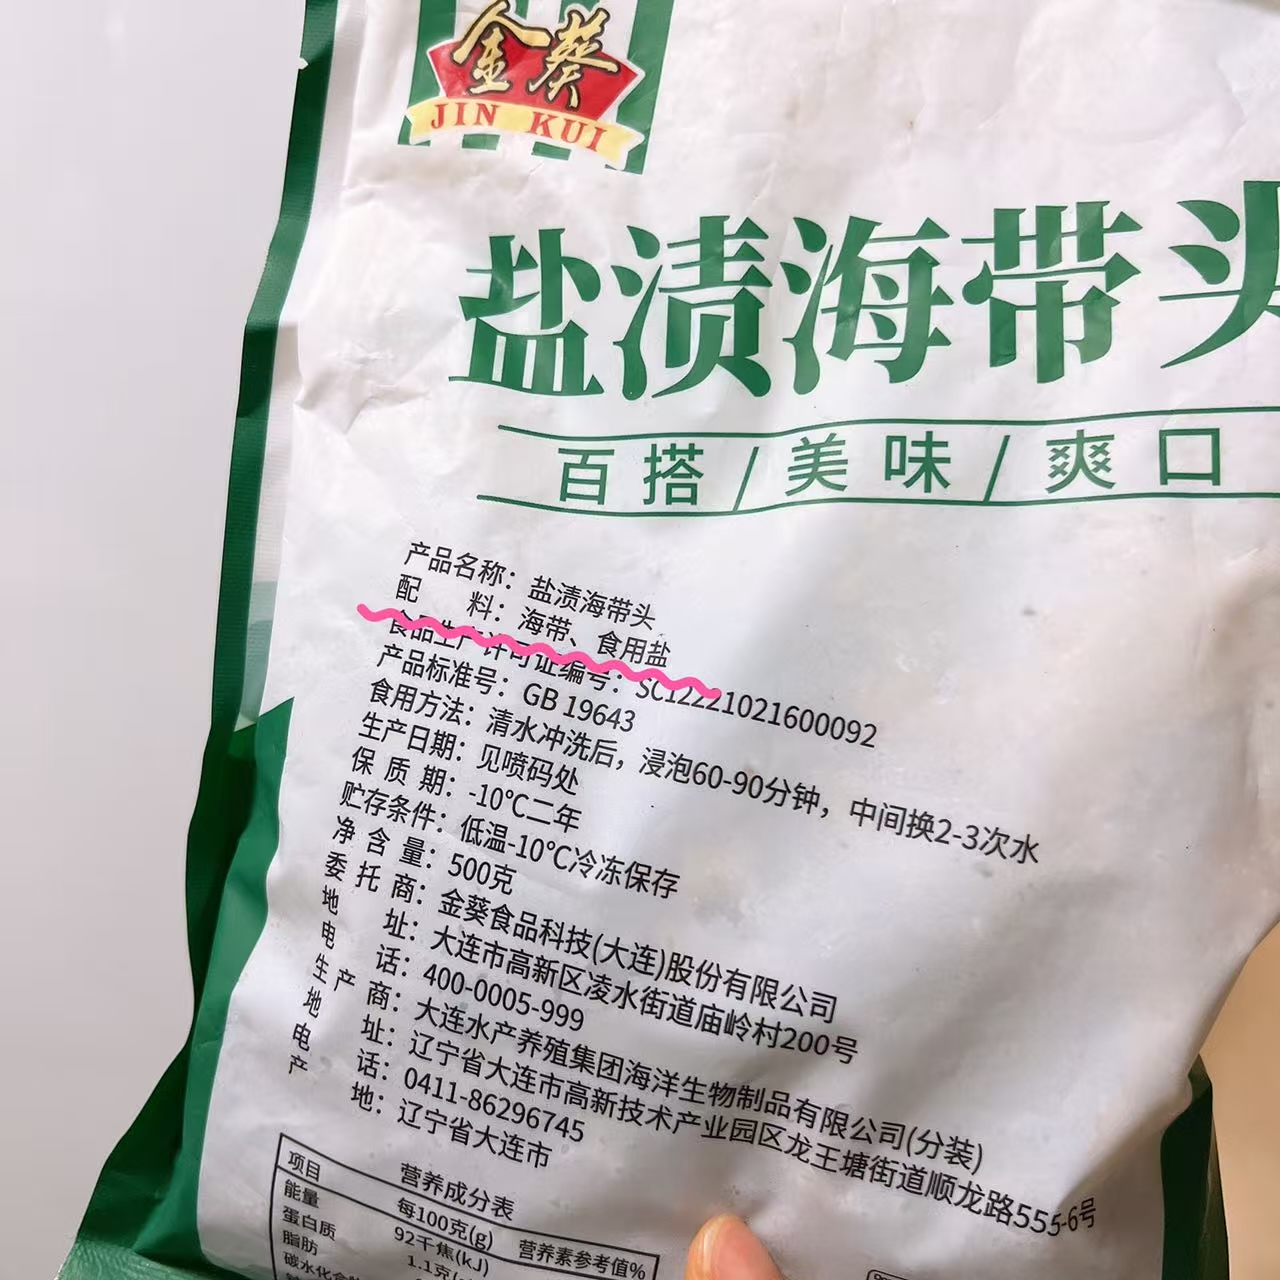 金葵
JIN KUI
盐渍海带头
百搭/美味/爽口
产品名称：盐渍海带头
配料：海带、食用盐
食品生产许可证编号：SC12221021600092
产品标准号：GB 19643
食用方法：清水冲洗后，浸泡60-90分钟，中间换2-3次水
生产日期：见喷码处
保质期：-10℃二年
贮存条件：低温-10℃冷冻保存
净含量：500克
委托商：金葵食品科技(大连)股份有限公司
地址：大连市高新区凌水街道庙岭村200号
电话：400-0005-999
生产商：大连水产养殖集团海洋生物制品有限公司(分装)
地址：辽宁省大连市高新技术产业园区龙王塘街道顺龙路555-6号
电话：0411-86296745
产地：辽宁省大连市
营养成分表
项目 每100克(g) 营养素参考值%
能量 92千焦(kJ)
蛋白质 1.1克
脂肪
碳水化合物